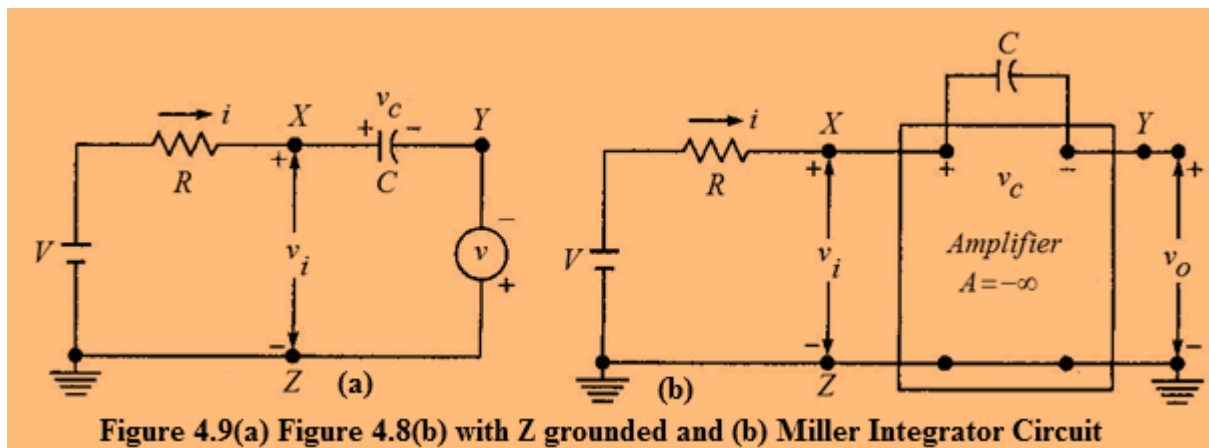 C
i
X
v_c
Y
+
-
+
R
C
V
v_i
-
v
+
-
Z
(a)
i
X
Y
+
R
+
-
+
v_c
V
v_i
Amplifier
A = -∞
v_o
-
Z
-
(b)
Figure 4.9(a) Figure 4.8(b) with Z grounded and (b) Miller Integrator Circuit